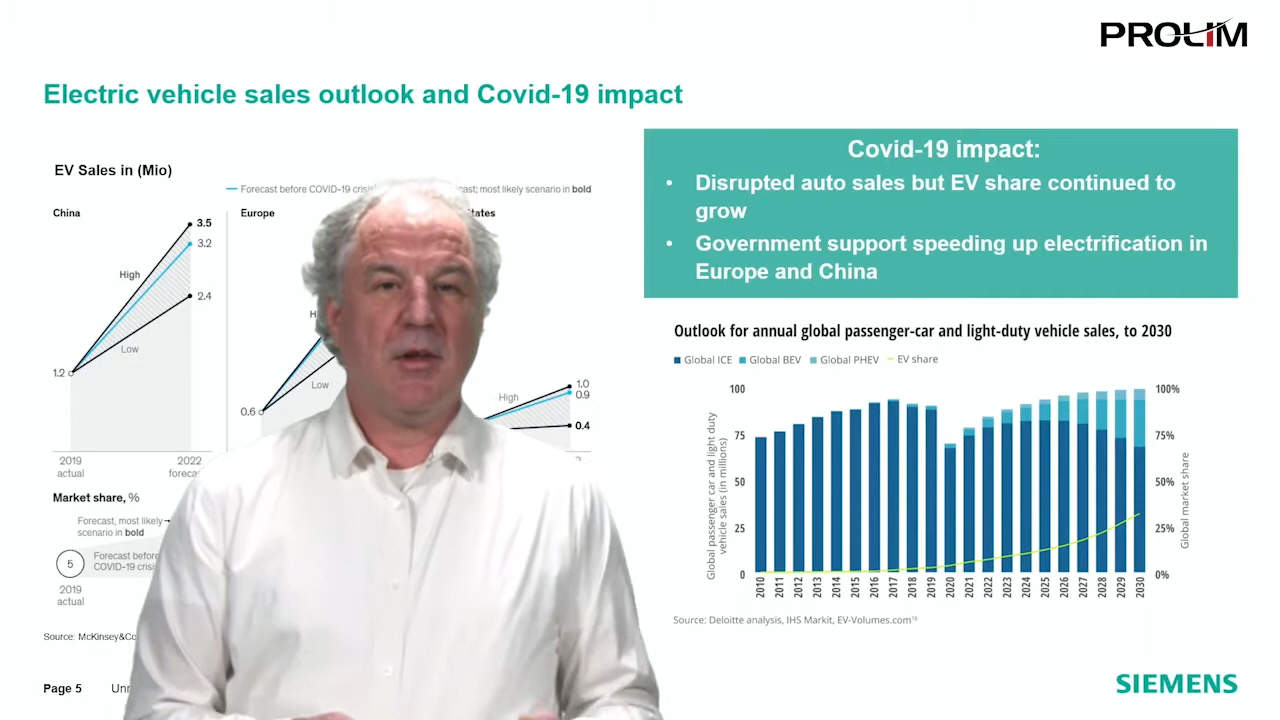 PROLIM
Electric vehicle sales outlook and Covid-19 impact
EV Sales in (Mio)
Forecast before COVID-19
most likely scenario in bold
China
Europe
3.5
3.2
High
2.4
Low
1.2
2019
2022
actual
Low
0.6
High
1.0
0.9
0.4
Market share, %
Forecast, most likely
scenario in bold
5
Forecast before
COVID-19
2019
actual
Source:
Page 5
Covid-19 impact:
• Disrupted auto sales but EV share continued to
grow
• Government support speeding up electrification in
Europe and China
Outlook for annual global passenger-car and light-duty vehicle sales, to 2030
Global ICE Global BEV Global PHEV EV share
Global passenger car and light duty
vehicle sales (in millions)
100
75
50
25
0
100%
75%
50%
25%
0%
Global market share
2010 2011 2012 2013 2014 2015 2016 2017 2018 2019 2020 2021 2022 2023 2024 2025 2026 2027 2028 2029 2030
Source: Deloitte analysis, IHS Markit, EV-Volumes.com¹⁸
SIEMENS